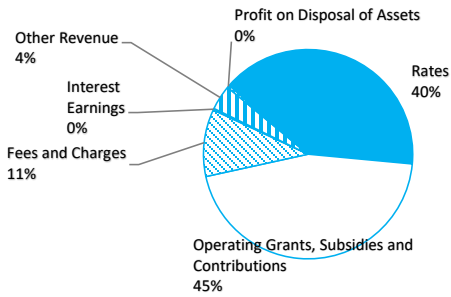 Profit on Disposal of Assets
0%
Other Revenue
4%
Rates
40%
Interest
Earnings
0%
Fees and Charges
11%
Operating Grants, Subsidies and
Contributions
45%